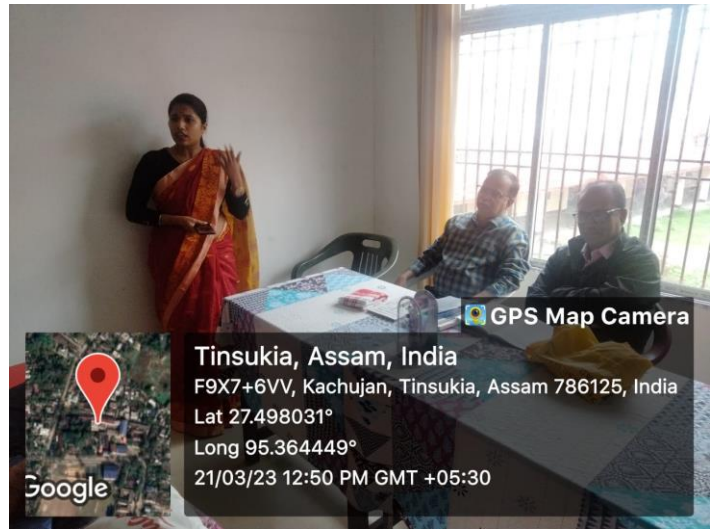 GPS Map Camera
Tinsukia, Assam, India
F9X7+6VV, Kachujan, Tinsukia, Assam 786125, India
Lat 27.498031°
Long 95.364449°
21/03/23 12:50 PM GMT +05:30
Google